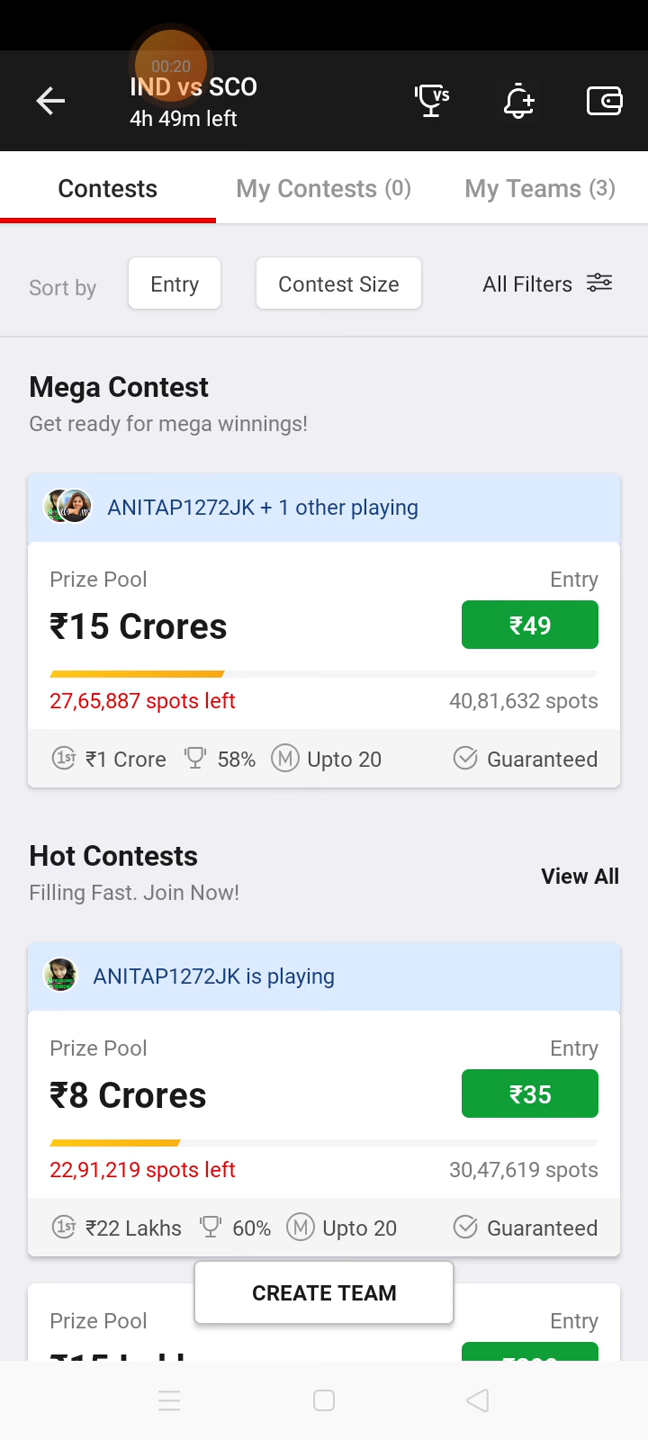 00:20
IND vs SCO
4h 49m left
VS
Contests
My Contests (0)
My Teams (3)
Sort by
Entry
Contest Size
All Filters
Mega Contest
Get ready for mega winnings!
ANITAP1272JK + 1 other playing
Prize Pool
Entry
₹15 Crores
₹49
27,65,887 spots left
40,81,632 spots
1ST ₹1 Crore
58%
M Upto 20
Guaranteed
Hot Contests
View All
Filling Fast. Join Now!
ANITAP1272JK is playing
Prize Pool
Entry
₹8 Crores
₹35
22,91,219 spots left
30,47,619 spots
1ST ₹22 Lakhs
60%
M Upto 20
Guaranteed
CREATE TEAM
Prize Pool
Entry